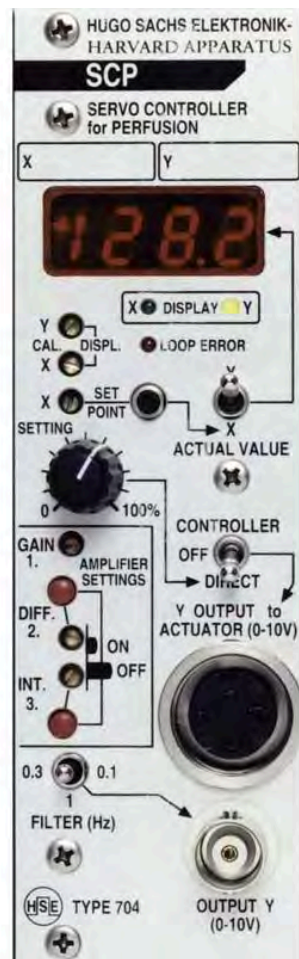 HUGO SACHS ELEKTRONIK-
HARVARD APPARATUS
SCP
SERVO CONTROLLER
for PERFUSION
X Y
128.2
X DISPLAY Y
Y
CAL. DISPL.
X
LOOP ERROR
Y
X SET
POINT
X
SETTING
ACTUAL VALUE
0 100%
CONTROLLER
OFF
DIRECT
GAIN
1.
AMPLIFIER
SETTINGS
DIFF.
2.
ON
OFF
INT.
3.
Y OUTPUT to
ACTUATOR (0-10V)
0.3 0.1
1
FILTER (Hz)
HSE TYPE 704
OUTPUT Y
(0-10V)